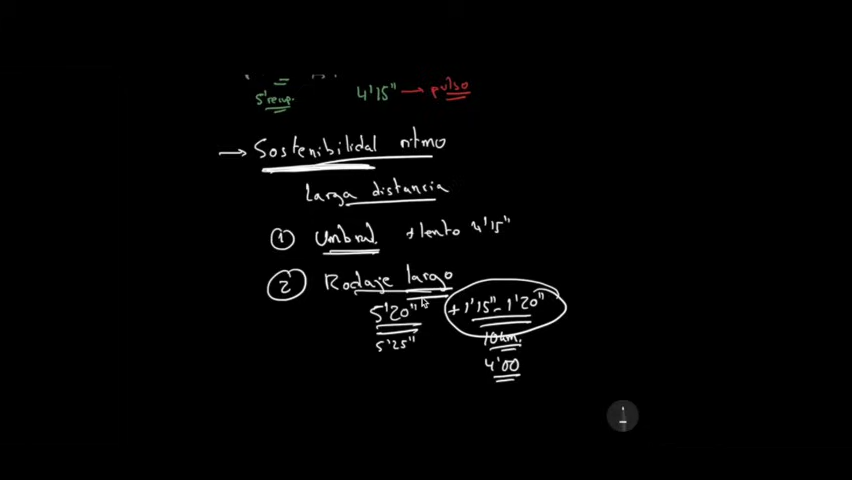 5' recup. 4'15" → pulso
→ Sostenibilidal ritmo
larga distancia
① Umbral. + lento 4'15"
② Rodaje largo
5'20" +1'15" - 1'20"
5'25" 10km.
4'00